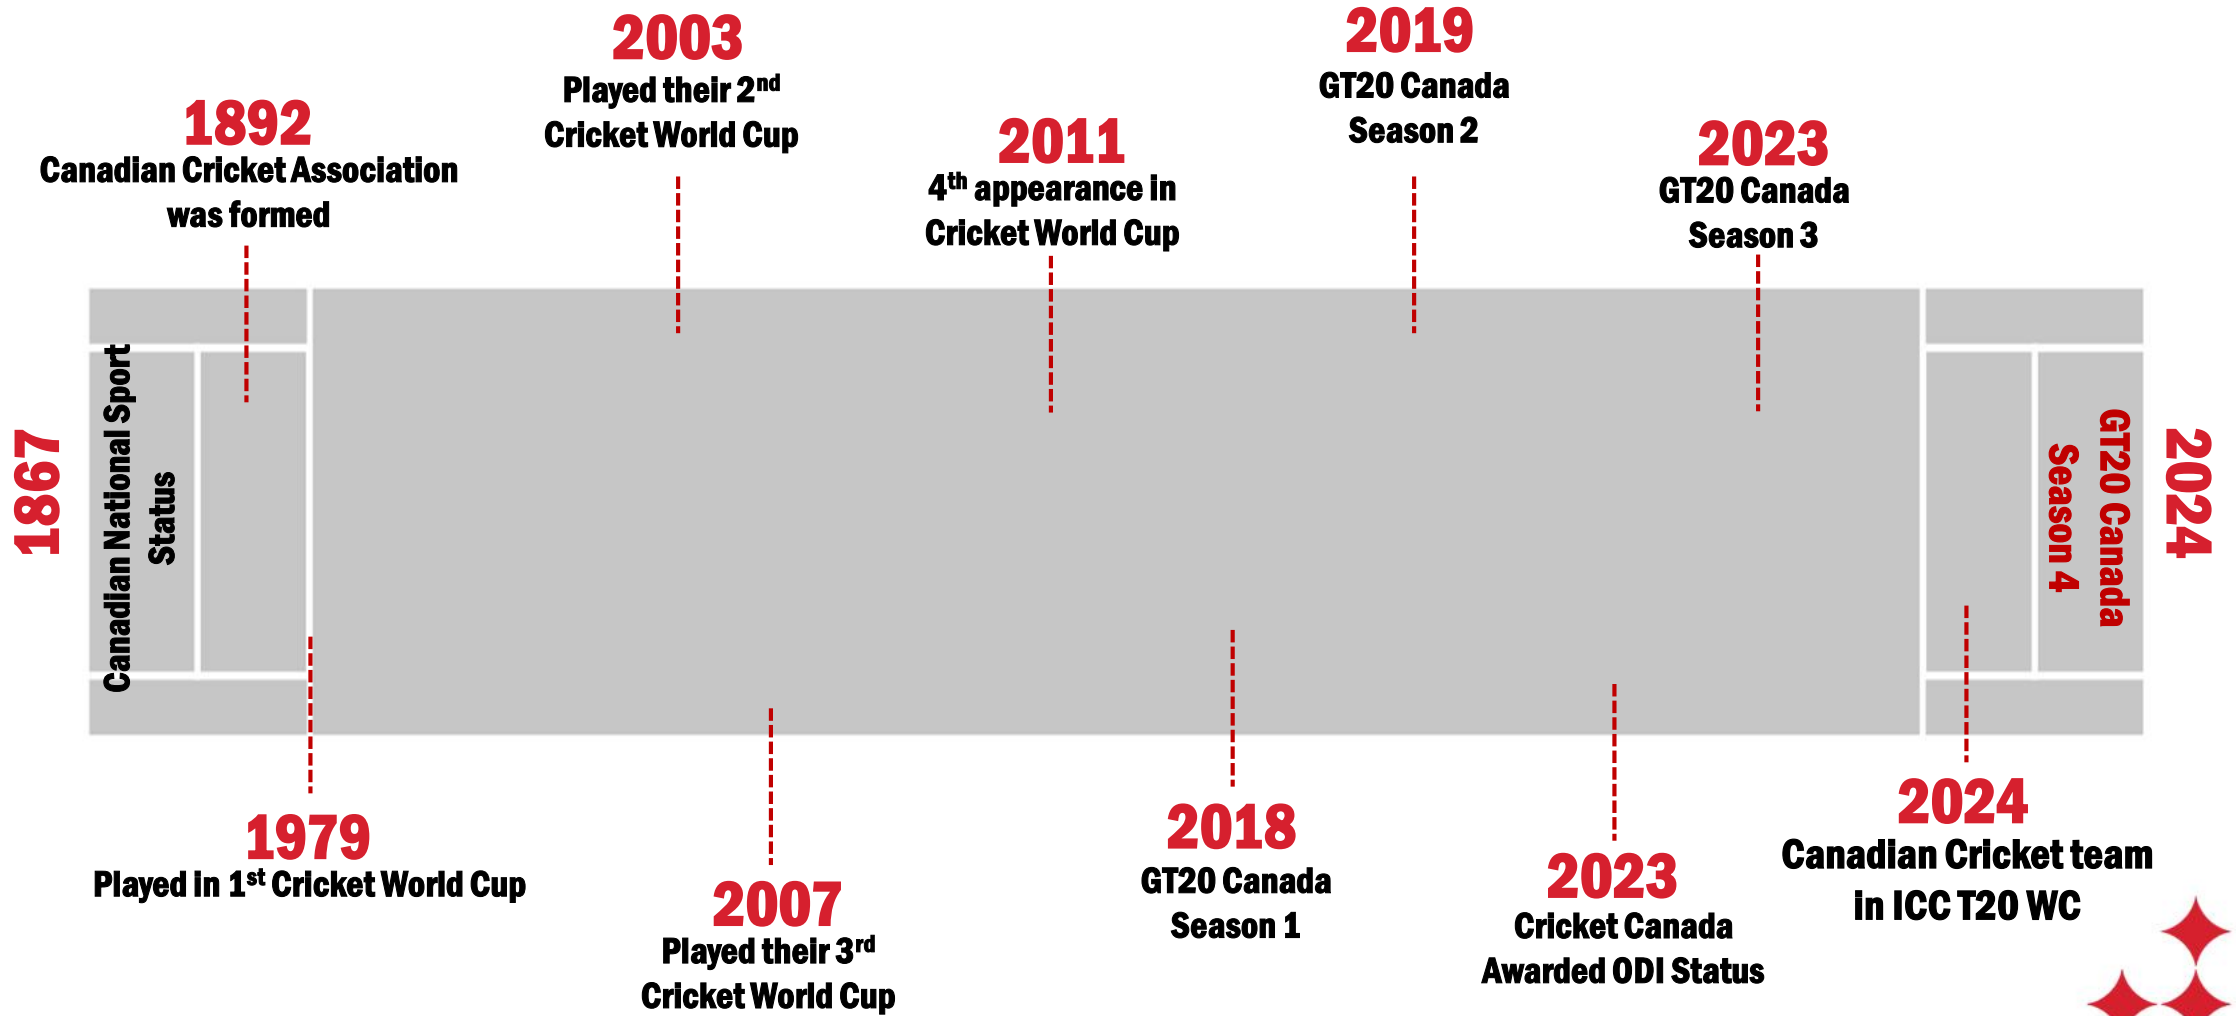 1867
Canadian National Sport
Status
1892
Canadian Cricket Association
was formed
1979
Played in 1st Cricket World Cup
2003
Played their 2nd
Cricket World Cup
2007
Played their 3rd
Cricket World Cup
2011
4th appearance in
Cricket World Cup
2018
GT20 Canada
Season 1
2019
GT20 Canada
Season 2
2023
Cricket Canada
Awarded ODI Status
2023
GT20 Canada
Season 3
2024
Canadian Cricket team
in ICC T20 WC
2024
GT20 Canada
Season 4